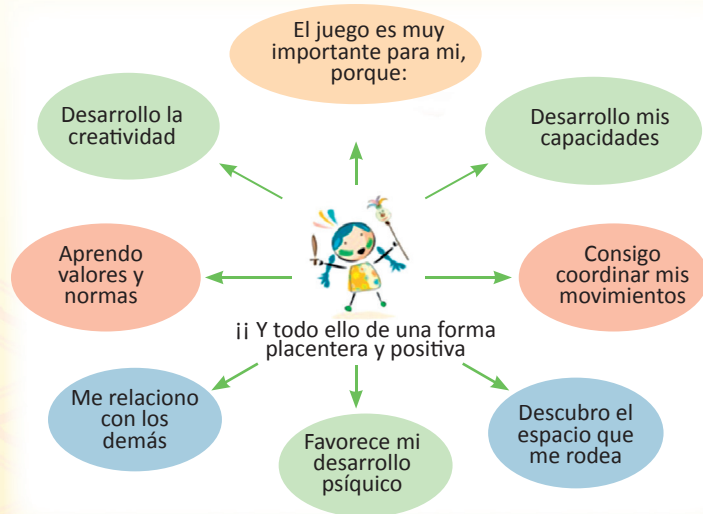 El juego es muy
importante para mi,
porque:
Desarrollo la
creatividad
Desarrollo mis
capacidades
Aprendo
valores y
normas
Consigo
coordinar mis
movimientos
¡¡ Y todo ello de una forma
placentera y positiva
Me relaciono
con los
demás
Favorece mi
desarrollo
psíquico
Descubro el
espacio que
me rodea